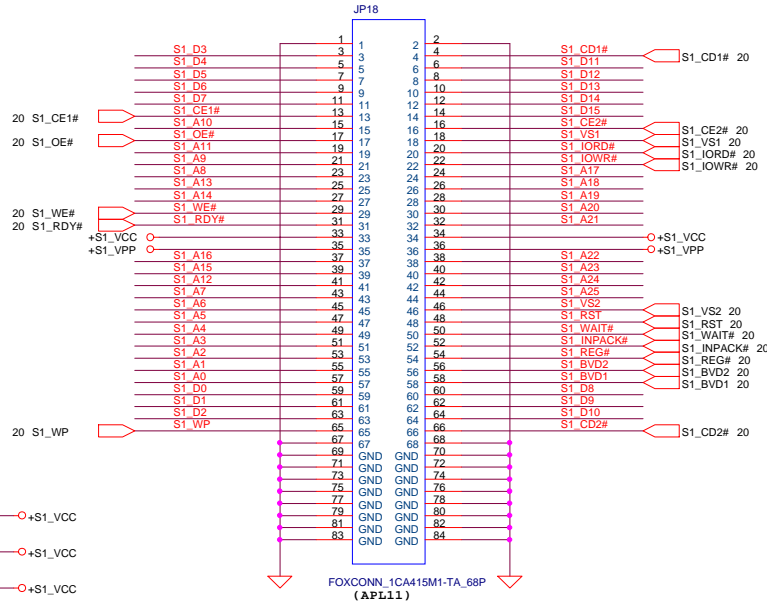 JP18
1 1 2 2
S1_D3 3 3 4 4 S1_CD1# S1_CD1# 20
S1_D4 5 5 6 6 S1_D11
S1_D5 7 7 8 8 S1_D12
S1_D6 9 9 10 10 S1_D13
S1_D7 11 11 12 12 S1_D14
20 S1_CE1# S1_CE1# 13 13 14 14 S1_D15
S1_A10 15 15 16 16 S1_CE2# S1_CE2# 20
20 S1_OE# S1_OE# 17 17 18 18 S1_VS1 S1_VS1 20
S1_A11 19 19 20 20 S1_IORD# S1_IORD# 20
S1_A9 21 21 22 22 S1_IOWR# S1_IOWR# 20
S1_A8 23 23 24 24 S1_A17
S1_A13 25 25 26 26 S1_A18
S1_A14 27 27 28 28 S1_A19
20 S1_WE# S1_WE# 29 29 30 30 S1_A20
20 S1_RDY# S1_RDY# 31 31 32 32 S1_A21
+S1_VCC 33 33 34 34 +S1_VCC
+S1_VPP 35 35 36 36 +S1_VPP
S1_A16 37 37 38 38 S1_A22
S1_A15 39 39 40 40 S1_A23
S1_A12 41 41 42 42 S1_A24
S1_A7 43 43 44 44 S1_A25
S1_A6 45 45 46 46 S1_VS2 S1_VS2 20
S1_A5 47 47 48 48 S1_RST S1_RST 20
S1_A4 49 49 50 50 S1_WAIT# S1_WAIT# 20
S1_A3 51 51 52 52 S1_INPACK# S1_INPACK# 20
S1_A2 53 53 54 54 S1_REG# S1_REG# 20
S1_A1 55 55 56 56 S1_BVD2 S1_BVD2 20
S1_A0 57 57 58 58 S1_BVD1 S1_BVD1 20
S1_D0 59 59 60 60 S1_D8
S1_D1 61 61 62 62 S1_D9
S1_D2 63 63 64 64 S1_D10
20 S1_WP S1_WP 65 65 66 66 S1_CD2# S1_CD2# 20
67 67 68 68
69 GND GND 70
71 GND GND 72
73 GND GND 74
75 GND GND 76
77 GND GND 78
79 GND GND 80
81 GND GND 82
83 GND GND 84
+S1_VCC
+S1_VCC
+S1_VCC
FOXCONN_1CA415M1-TA_68P
(APL11)